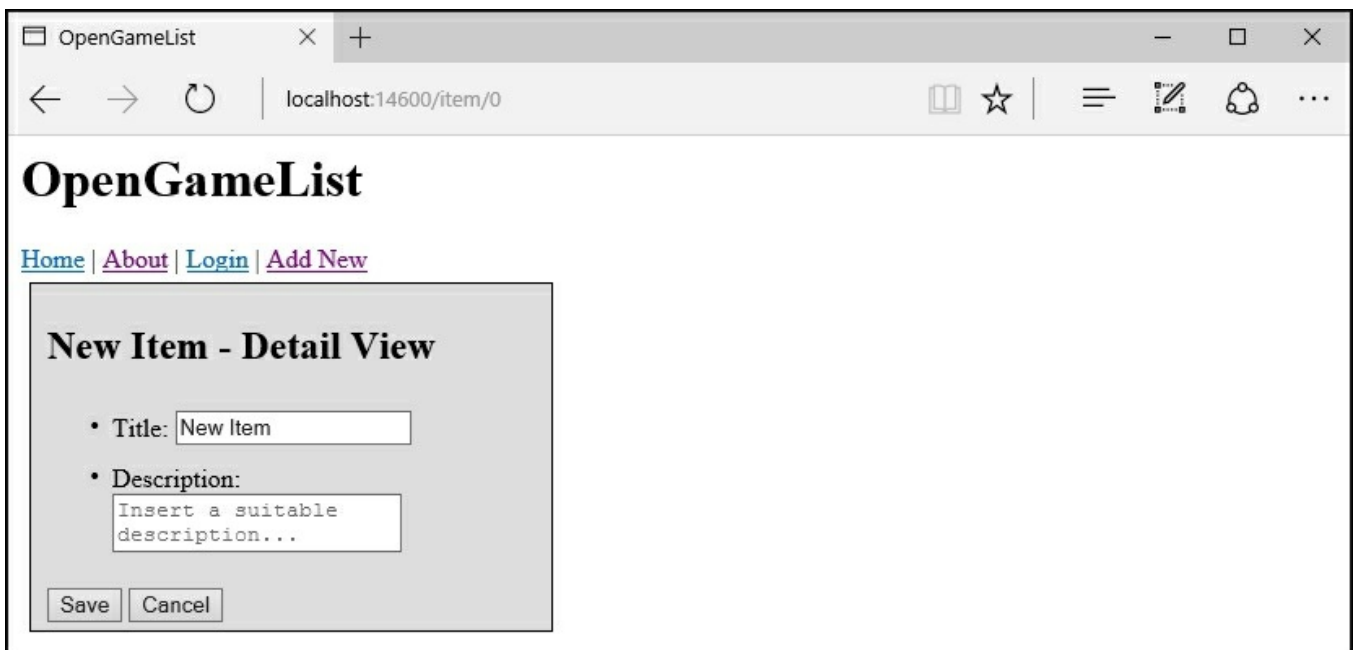 OpenGameList
localhost:14600/item/0
OpenGameList
Home | About | Login | Add New
New Item - Detail View
• Title: New Item
• Description:
Insert a suitable
description...
Save Cancel